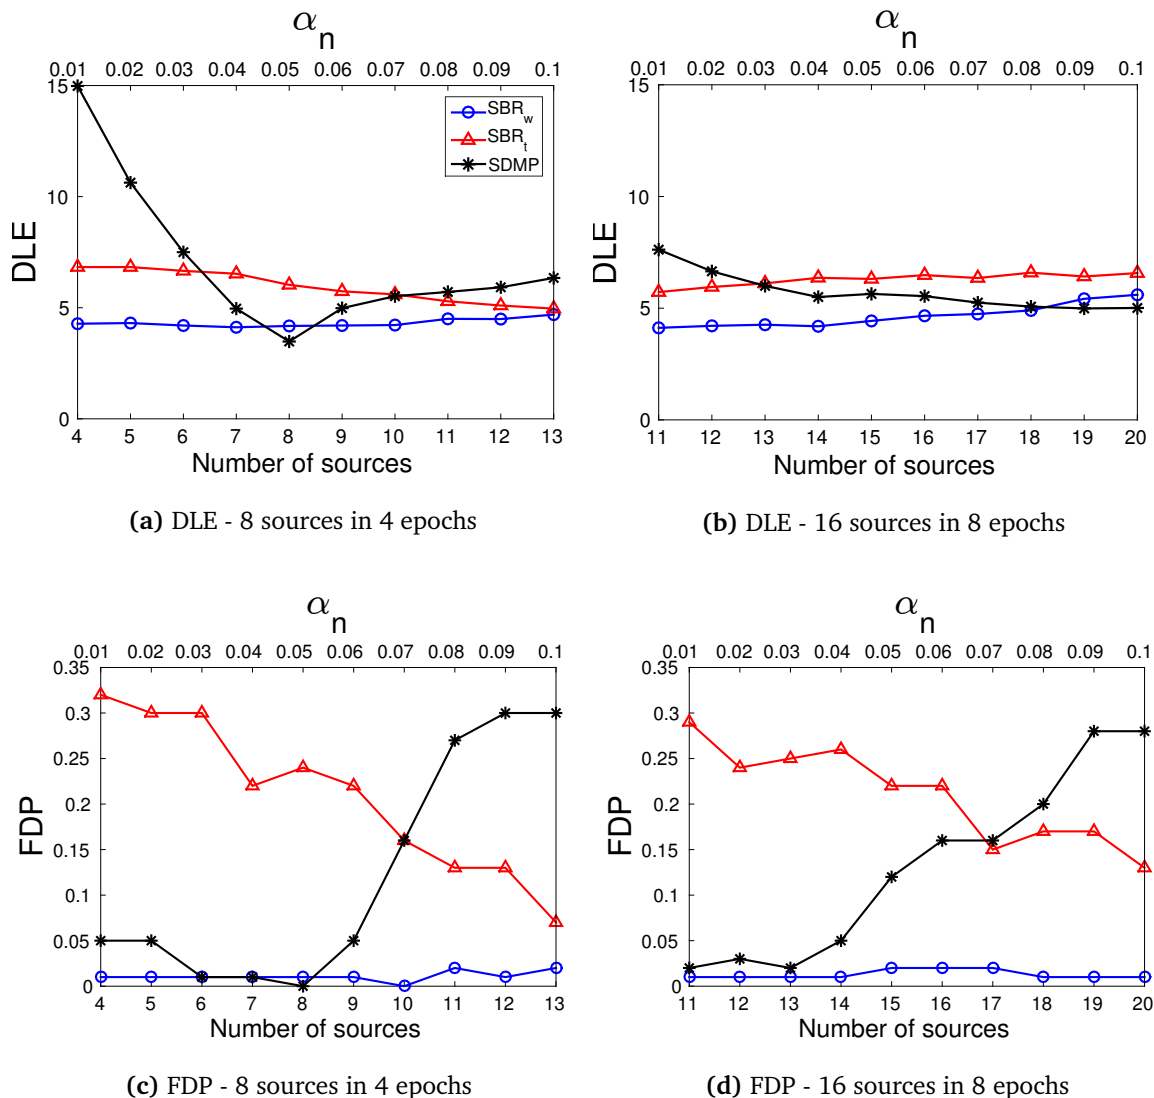 αn
0.01 0.02 0.03 0.04 0.05 0.06 0.07 0.08 0.09 0.1
15
10
5
0
DLE
SBRw
SBRt
SDMP
4 5 6 7 8 9 10 11 12 13
Number of sources
(a) DLE - 8 sources in 4 epochs
αn
0.01 0.02 0.03 0.04 0.05 0.06 0.07 0.08 0.09 0.1
15
10
5
0
DLE
11 12 13 14 15 16 17 18 19 20
Number of sources
(b) DLE - 16 sources in 8 epochs
αn
0.01 0.02 0.03 0.04 0.05 0.06 0.07 0.08 0.09 0.1
0.35
0.3
0.25
0.2
0.15
0.1
0.05
0
FDP
4 5 6 7 8 9 10 11 12 13
Number of sources
(c) FDP - 8 sources in 4 epochs
αn
0.01 0.02 0.03 0.04 0.05 0.06 0.07 0.08 0.09 0.1
0.35
0.3
0.25
0.2
0.15
0.1
0.05
0
FDP
11 12 13 14 15 16 17 18 19 20
Number of sources
(d) FDP - 16 sources in 8 epochs